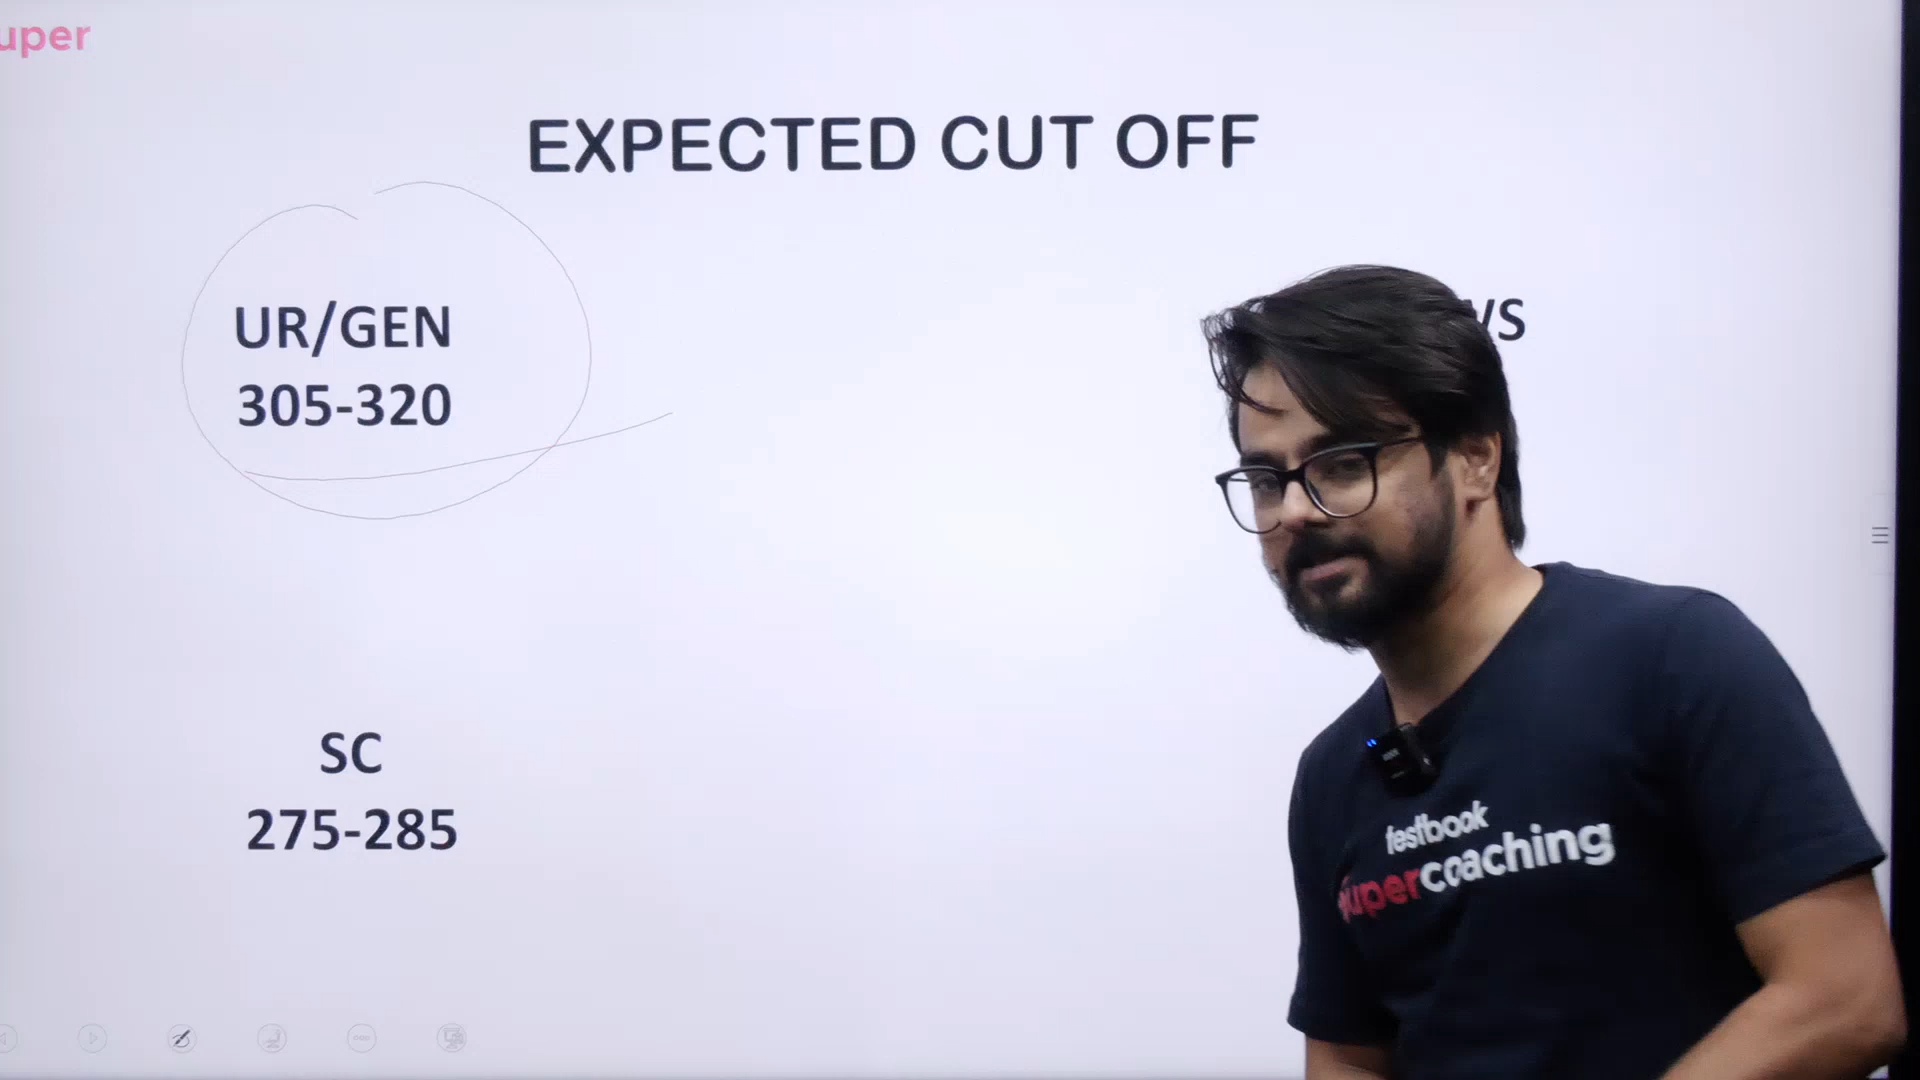 uper
EXPECTED CUT OFF
UR/GEN
305-320
SC
275-285
testbook
supercoaching